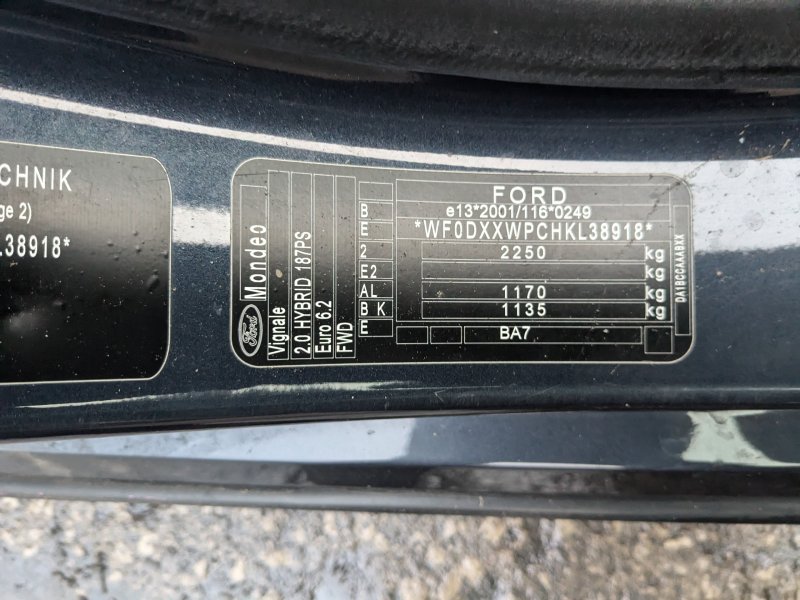 CHNIK
ge 2)
38918*
Ford
Mondeo
Vignale
2.0 HYBRID 187PS
Euro 6.2
FWD
FORD
B e13*2001/116*0249
E *WF0DXXWPCHKL38918*
2 2250 kg
E2 kg
AL 1170 kg
B K 1135 kg
E BA7
DA1BCCAAABXX